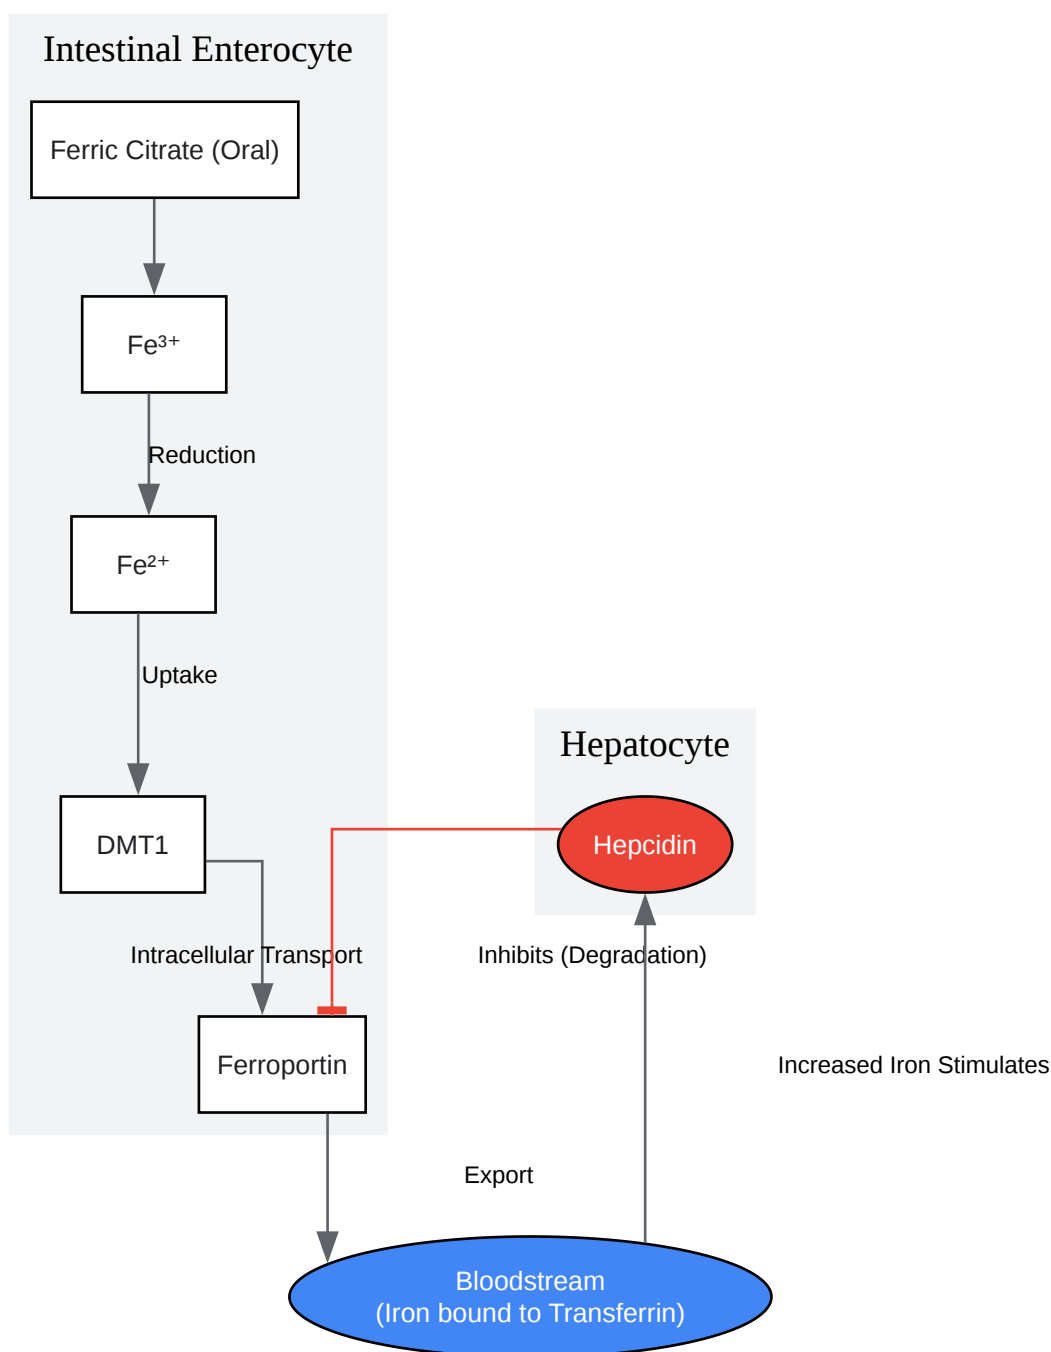 Intestinal Enterocyte
Ferric Citrate (Oral)
Fe³⁺
Reduction
Fe²⁺
Uptake
Hepatocyte
DMT1
Hepcidin
Intracellular Transport
Inhibits (Degradation)
Ferroportin
Increased Iron Stimulates
Export
Bloodstream
(Iron bound to Transferrin)